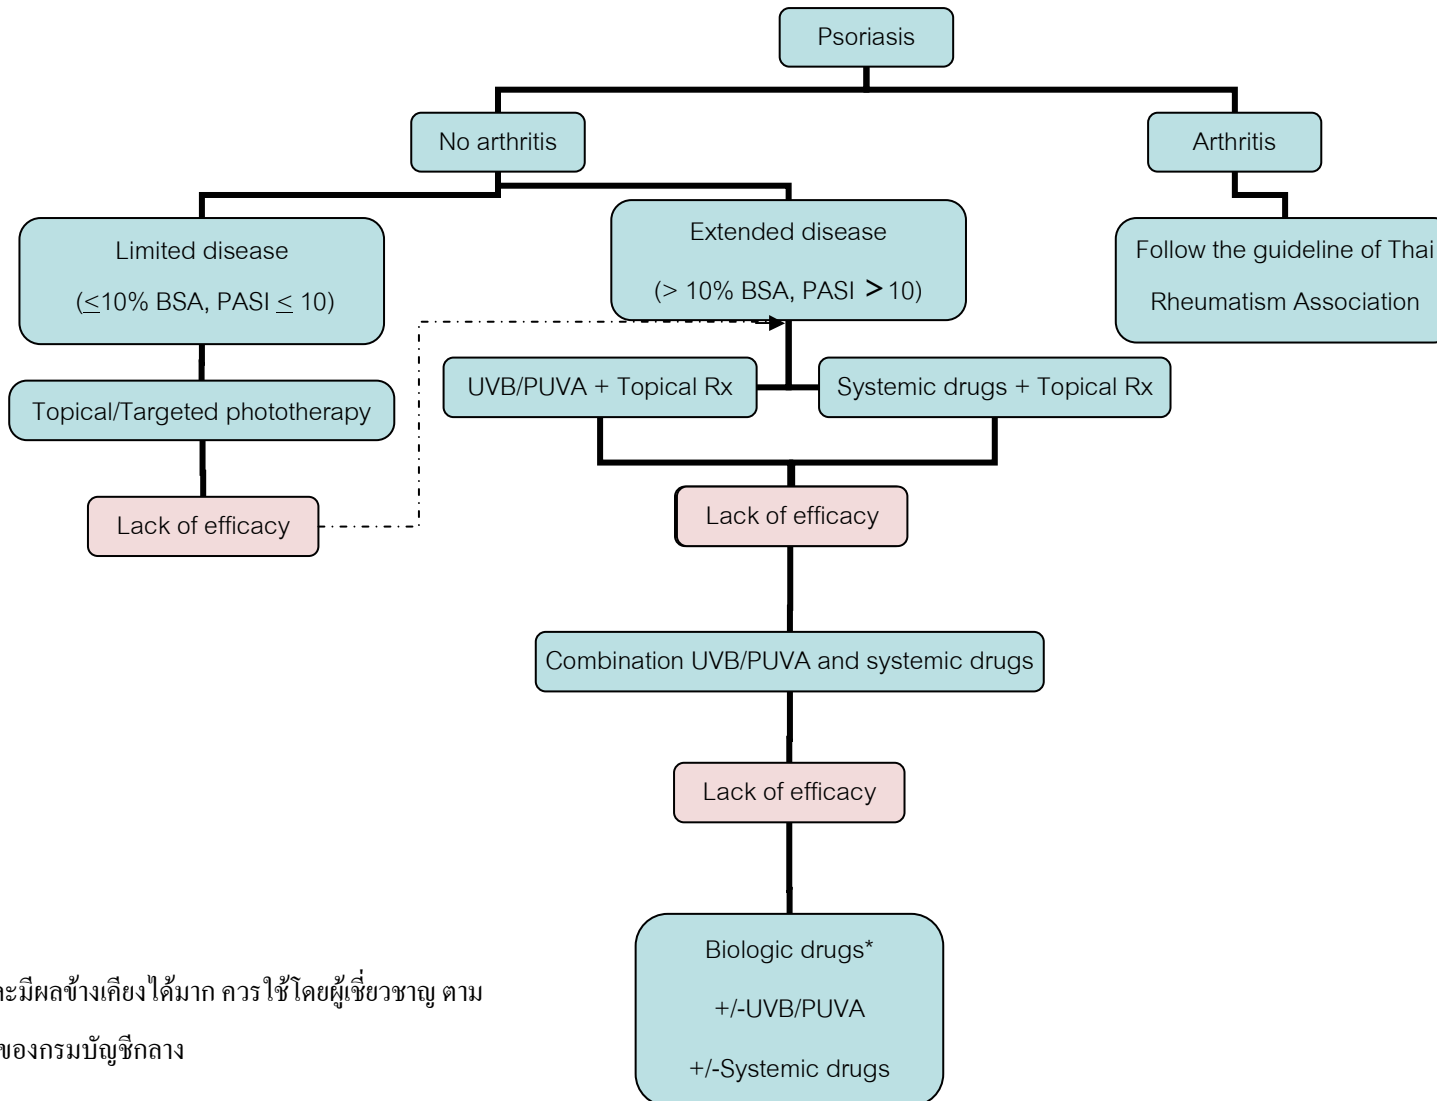 Psoriasis
No arthritis
Arthritis
Limited disease
(≤10% BSA, PASI ≤ 10)
Extended disease
(> 10% BSA, PASI > 10)
Follow the guideline of Thai
Rheumatism Association
Topical/Targeted phototherapy
UVB/PUVA + Topical Rx
Systemic drugs + Topical Rx
Lack of efficacy
Lack of efficacy
Combination UVB/PUVA and systemic drugs
Lack of efficacy
Biologic drugs*
+/-UVB/PUVA
+/-Systemic drugs
มีผลข้างเคียงได้มาก ควรใช้โดยผู้เชี่ยวชาญ ตาม
ของกรมบัญชีกลาง